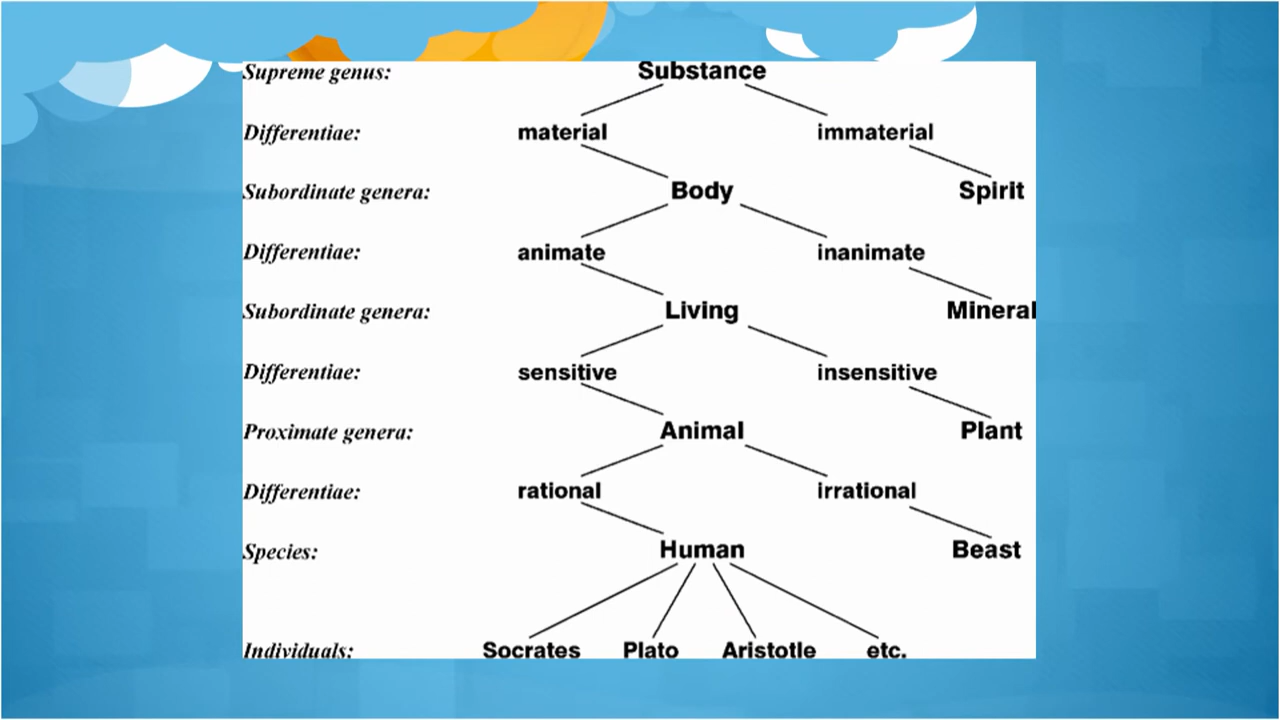 Supreme genus: Substance
Differentiae: material immaterial
Subordinate genera: Body Spirit
Differentiae: animate inanimate
Subordinate genera: Living Mineral
Differentiae: sensitive insensitive
Proximate genera: Animal Plant
Differentiae: rational irrational
Species: Human Beast
Individuals: Socrates Plato Aristotle etc.